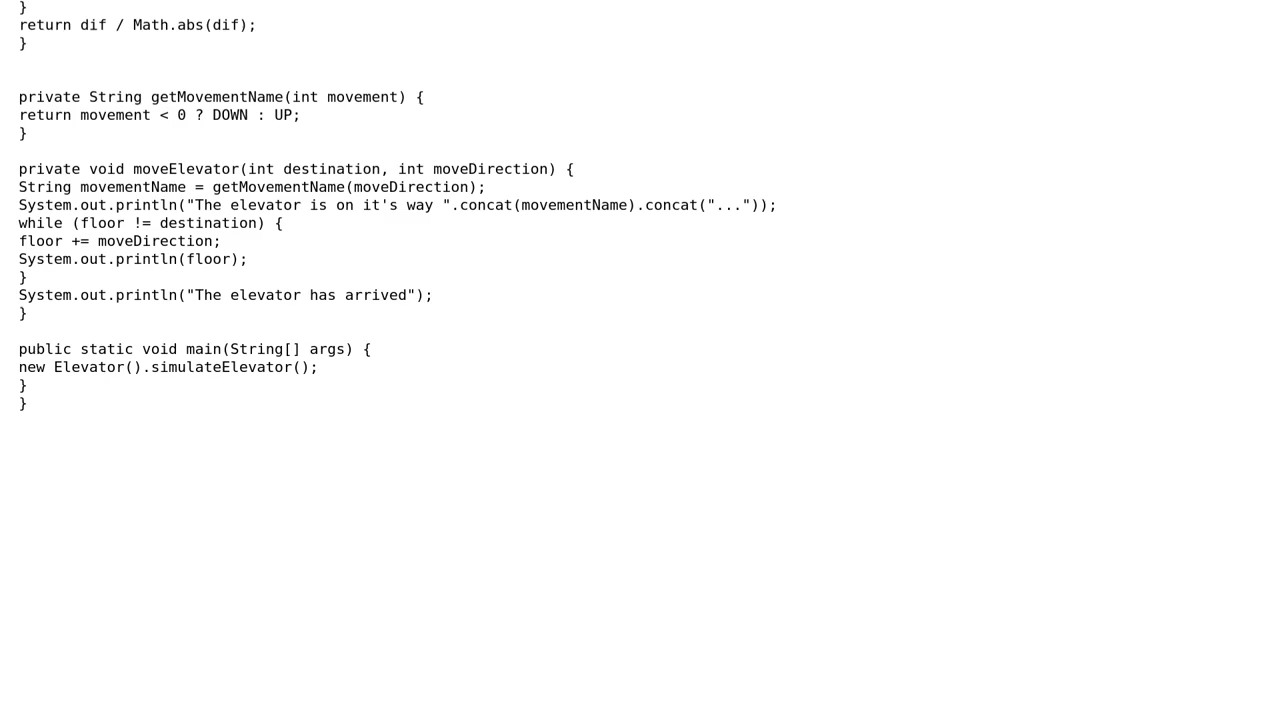 }
return dif / Math.abs(dif);
}
private String getMovementName(int movement) {
return movement < 0 ? DOWN : UP;
}
private void moveElevator(int destination, int moveDirection) {
String movementName = getMovementName(moveDirection);
System.out.println("The elevator is on it's way ".concat(movementName).concat("..."));
while (floor != destination) {
floor += moveDirection;
System.out.println(floor);
}
System.out.println("The elevator has arrived");
}
public static void main(String[] args) {
new Elevator().simulateElevator();
}
}